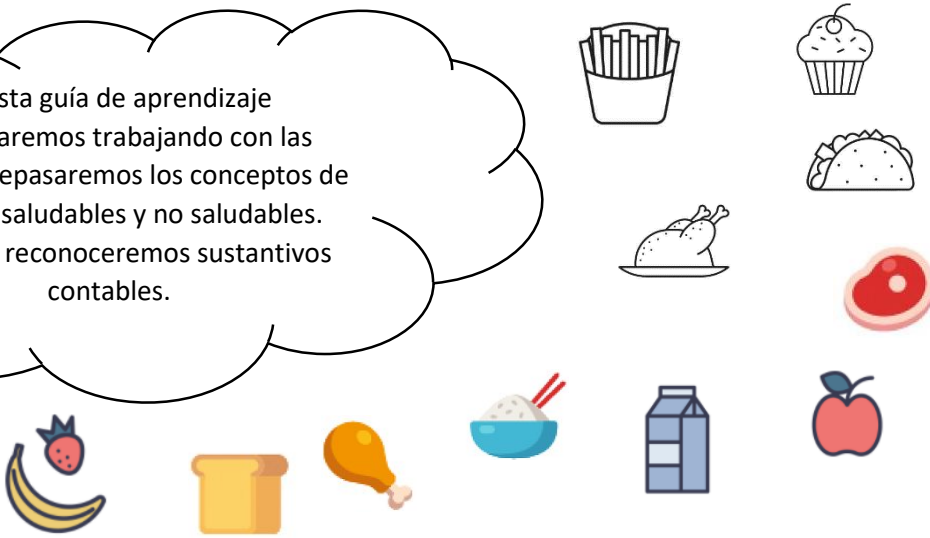 sta guía de aprendizaje
aremos trabajando con las
epasaremos los conceptos de
saludables y no saludables.
reconoceremos sustantivos
contables.